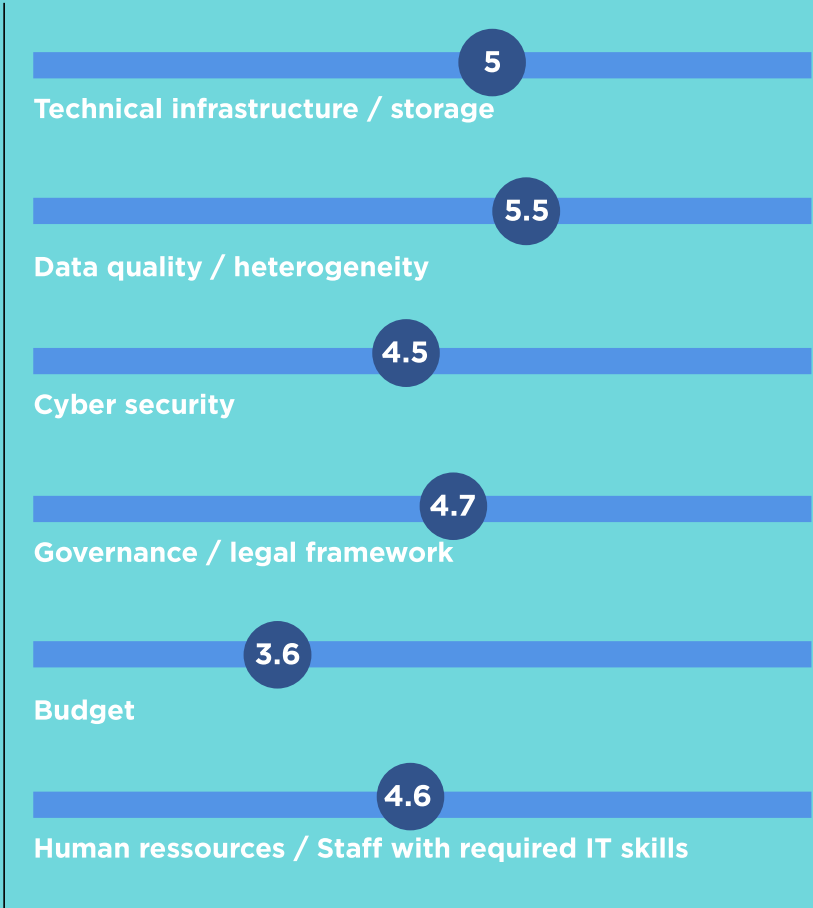 5
Technical infrastructure / storage
5.5
Data quality / heterogeneity
4.5
Cyber security
4.7
Governance / legal framework
3.6
Budget
4.6
Human ressources / Staff with required IT skills